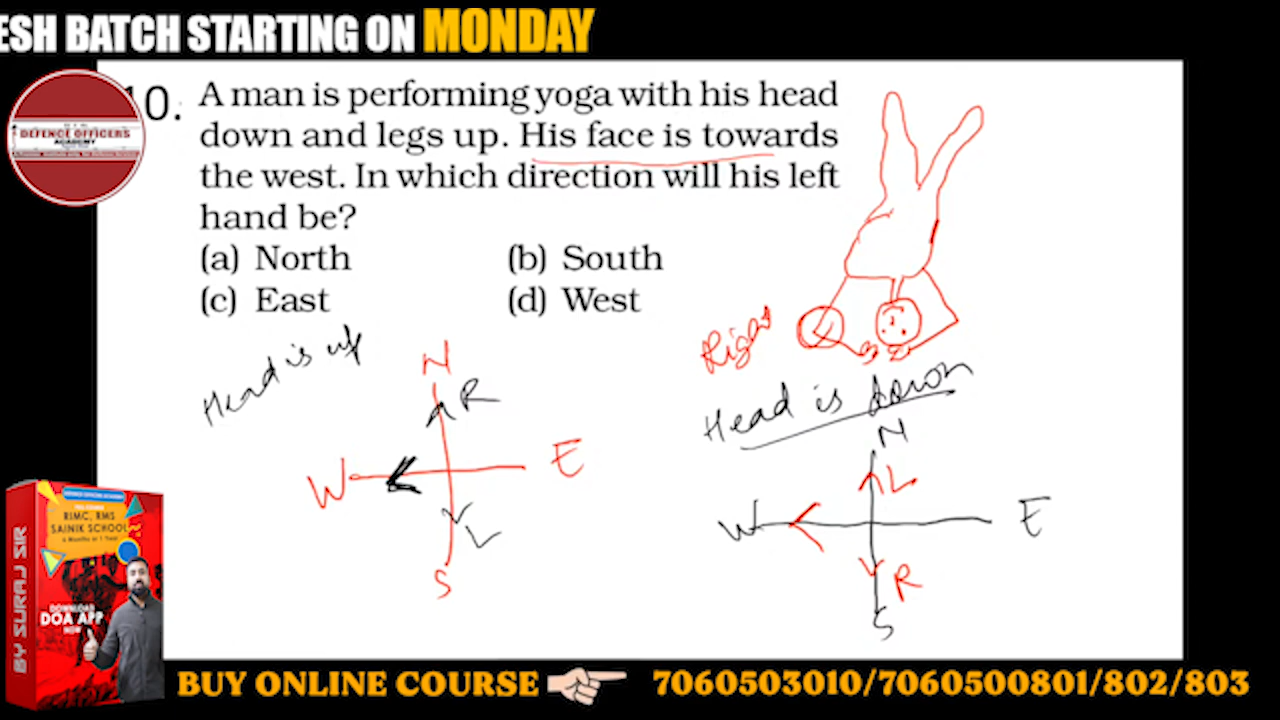 ESH BATCH STARTING ON MONDAY
DEFENCE OFFICERS
ACADEMY
10. A man is performing yoga with his head
down and legs up. His face is towards
the west. In which direction will his left
hand be?
(a) North (b) South
(c) East (d) West
Head is up
N
R
W
E
L
S
Right
Head is down
N
L
W
E
R
S
DEFENCE OFFICERS ACADEMY
RIMC, RMS
SAINIK SCHOOL
DOWNLOAD
DOA APP
NOW
BY SURAJ SIR
BUY ONLINE COURSE 7060503010/7060500801/802/803